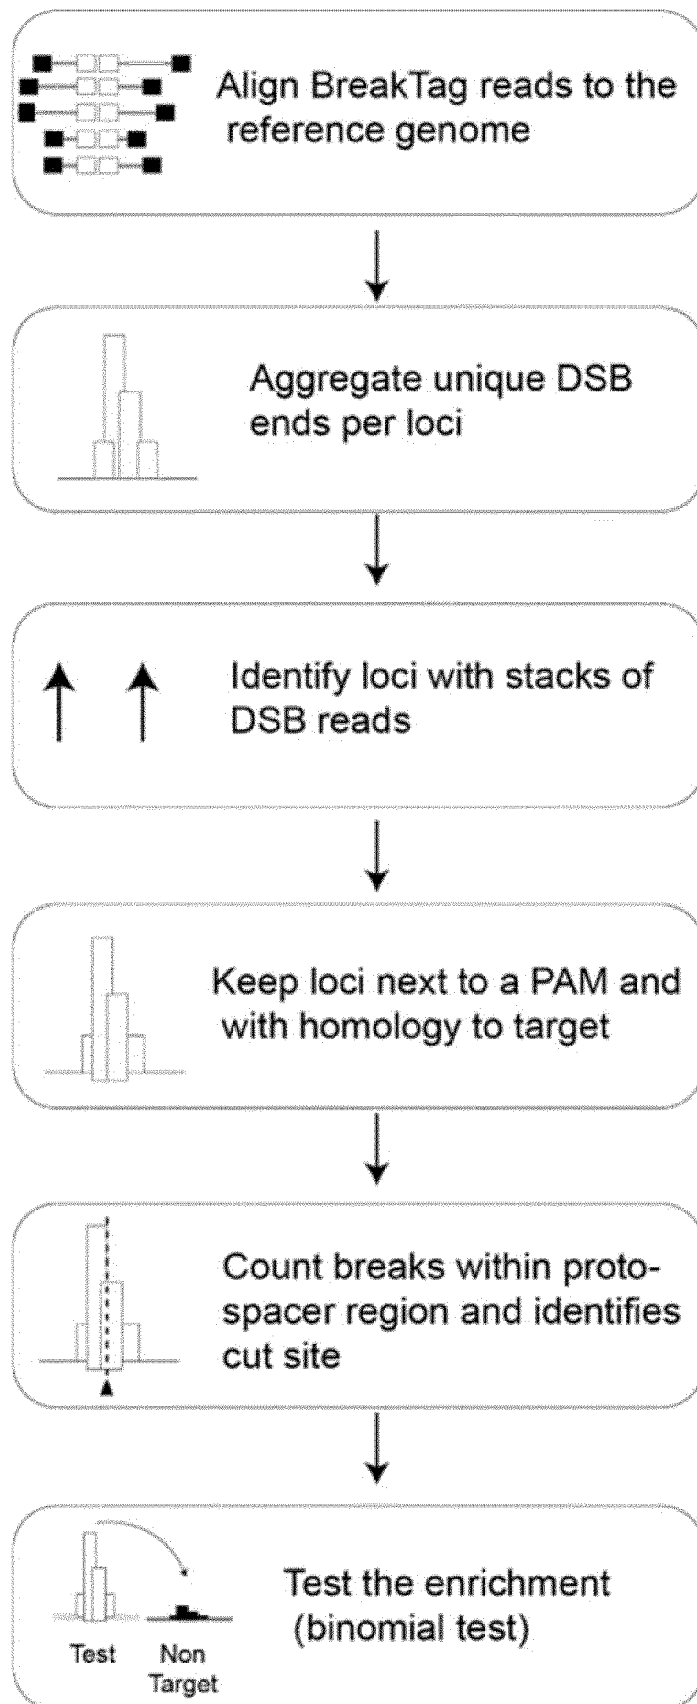 Align BreakTag reads to the
reference genome
Aggregate unique DSB
ends per loci
Identify loci with stacks of
DSB reads
Keep loci next to a PAM and
with homology to target
Count breaks within proto-
spacer region and identifies
cut site
Test the enrichment
(binomial test)
Test
Non
Target